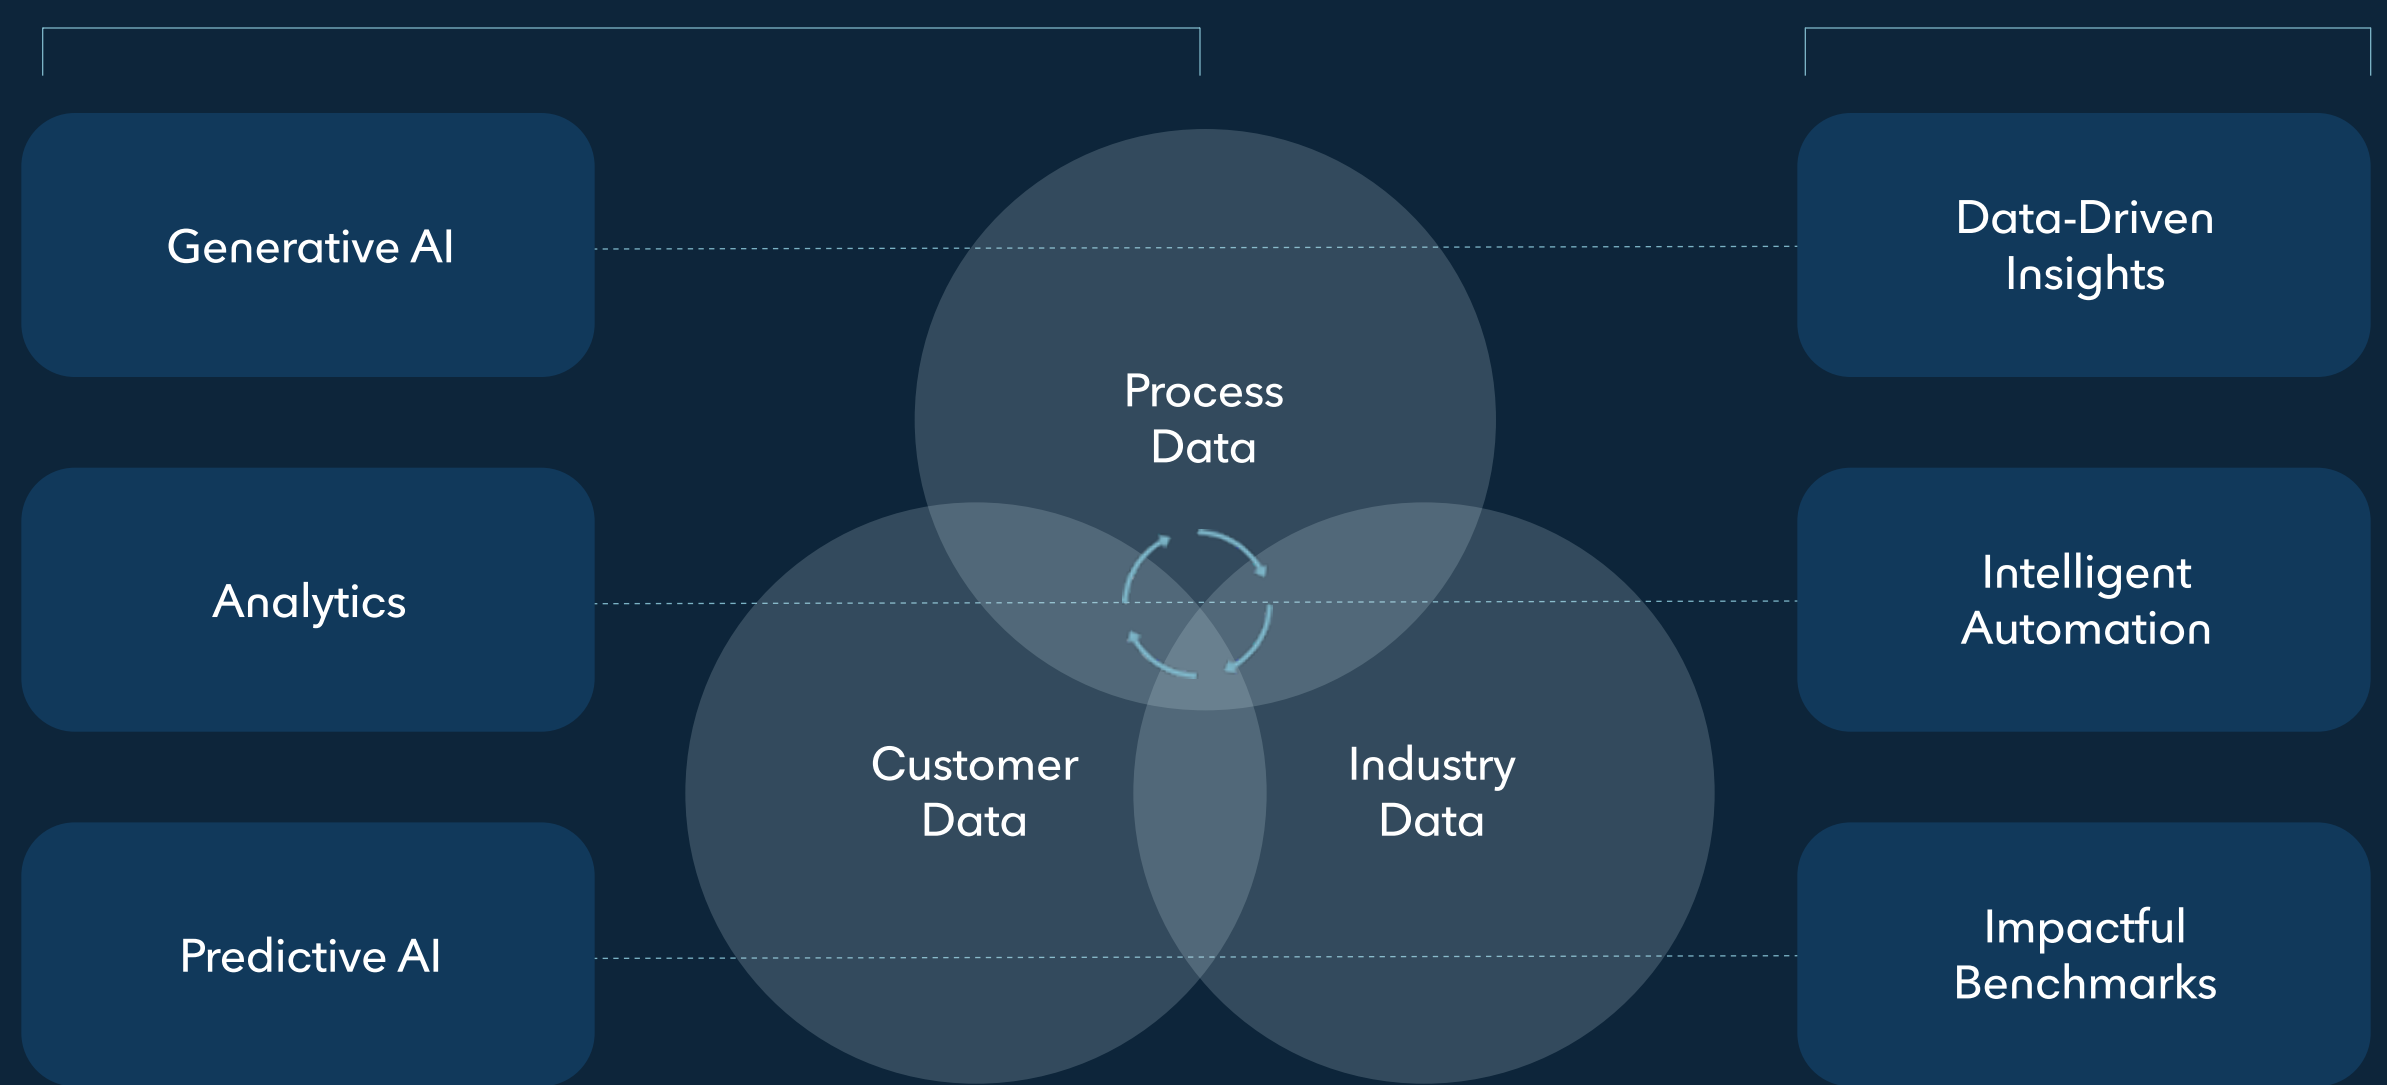 Generative AI
Analytics
Predictive AI
Process
Data
Customer
Data
Industry
Data
Data-Driven
Insights
Intelligent
Automation
Impactful
Benchmarks